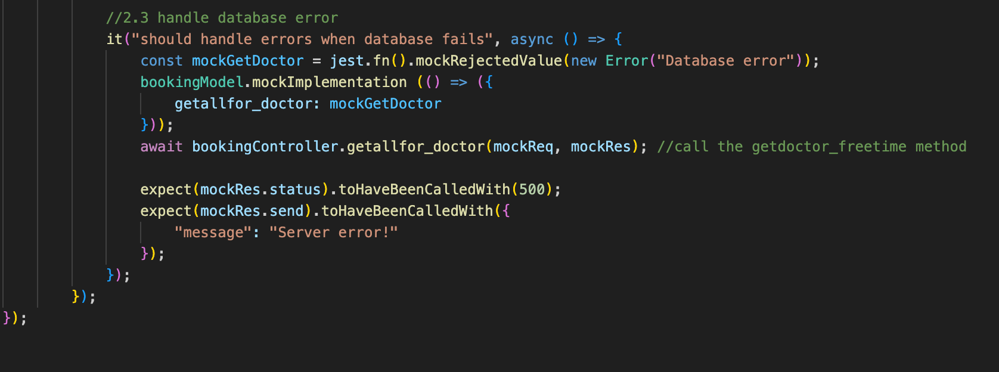 //2.3 handle database error
it("should handle errors when database fails", async () => {
const mockGetDoctor = jest.fn().mockRejectedValue(new Error("Database error"));
bookingModel.mockImplementation (() => ({
getallfor_doctor: mockGetDoctor
}));
await bookingController.getallfor_doctor(mockReq, mockRes); //call the getdoctor_freetime method
expect(mockRes.status).toHaveBeenCalledWith(500);
expect(mockRes.send).toHaveBeenCalledWith({
"message": "Server error!"
});
});
});
});